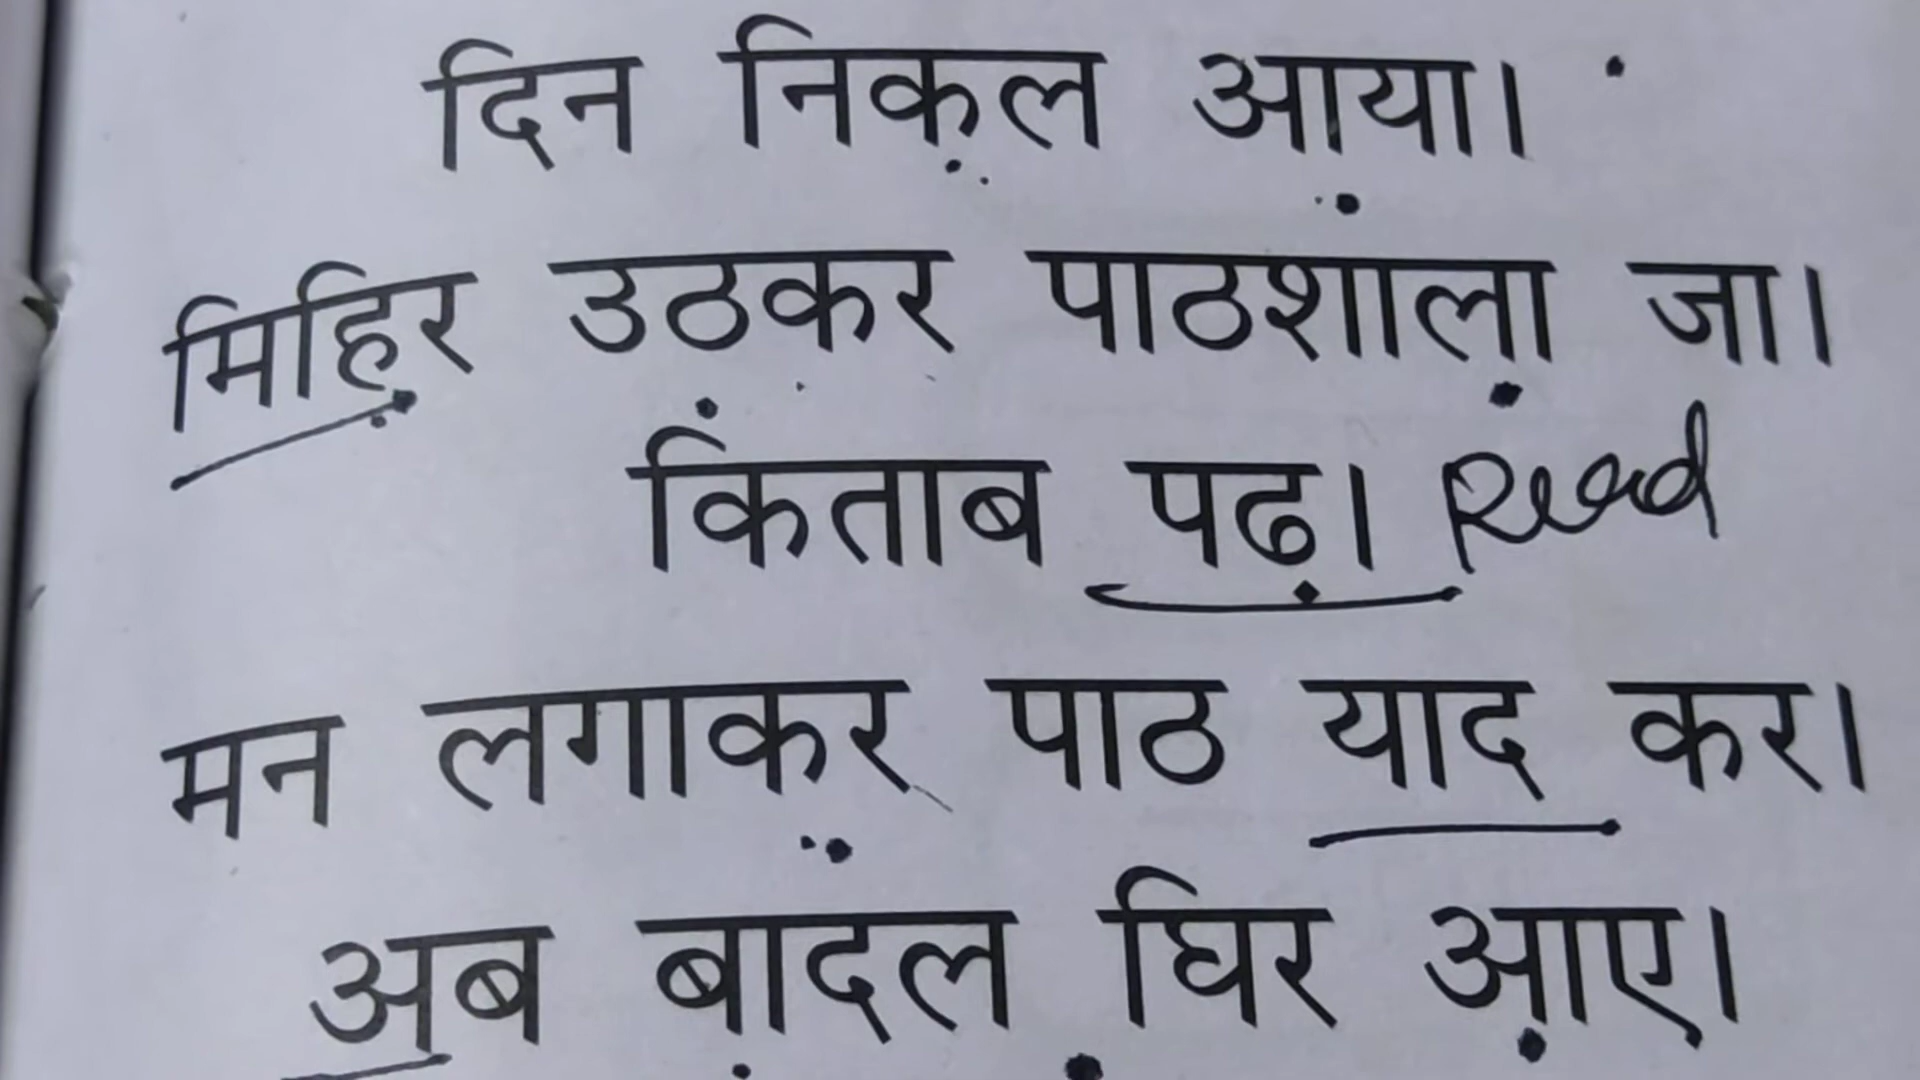 दिन निकल आया।
मिहिर उठकर पाठशाला जा।
किताब पढ़। Read
मन लगाकर पाठ याद कर।
अब बादल घिर आए।